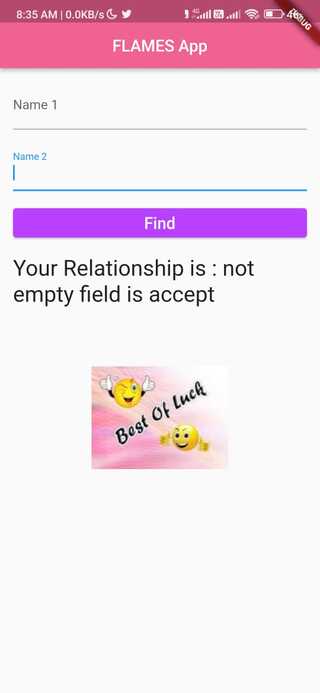 8:35 AM | 0.0KB/s
FLAMES App
Name 1
Name 2
Find
Your Relationship is : not
empty field is accept
Best Of Luck